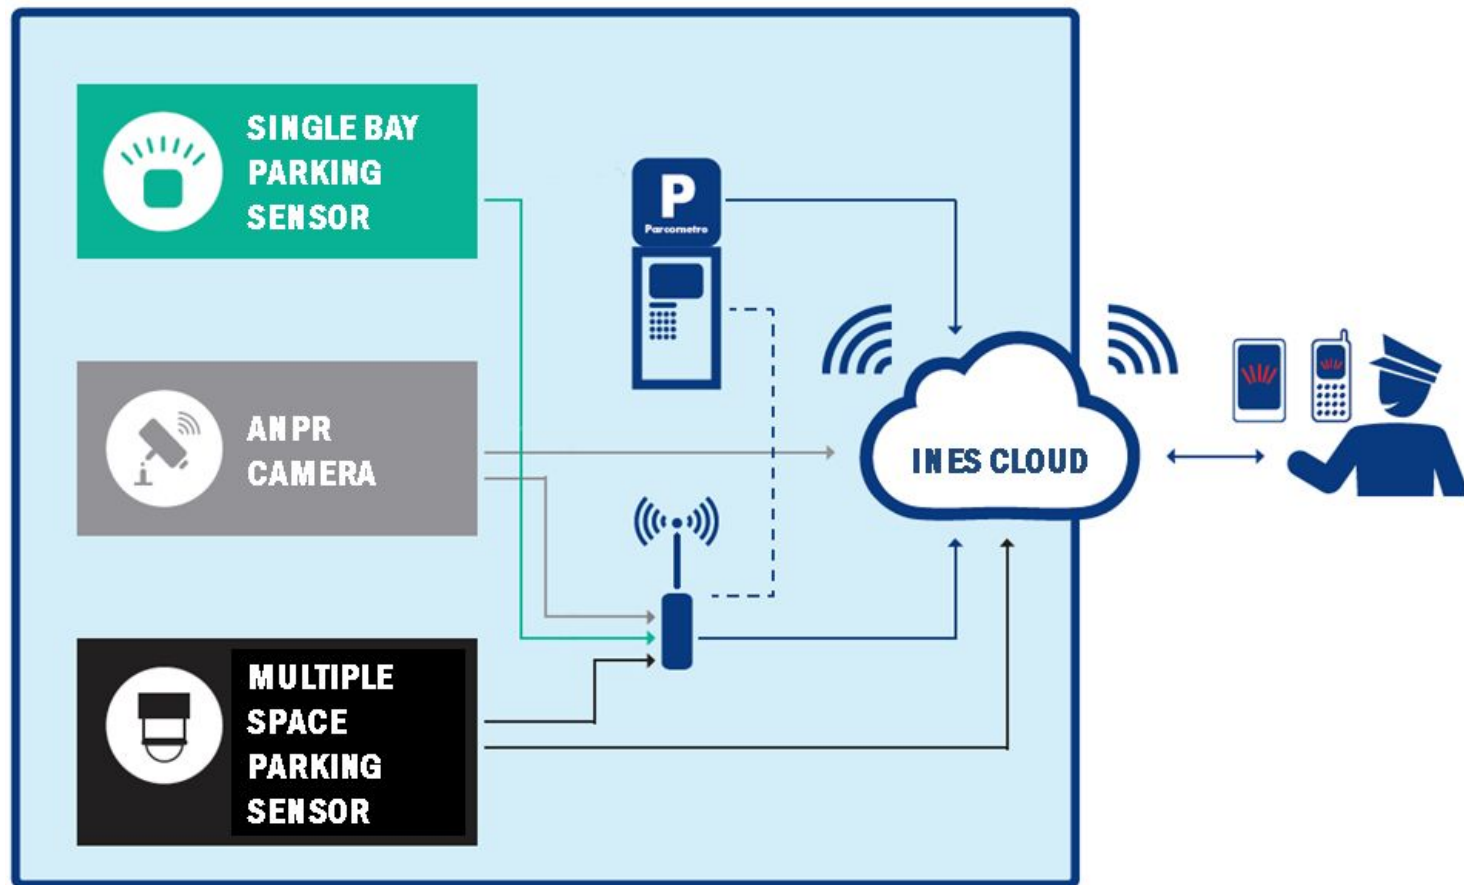 SINGLE BAY
PARKING
SENSOR
P
Parcometro
ANPR
CAMERA
INES CLOUD
MULTIPLE
SPACE
PARKING
SENSOR